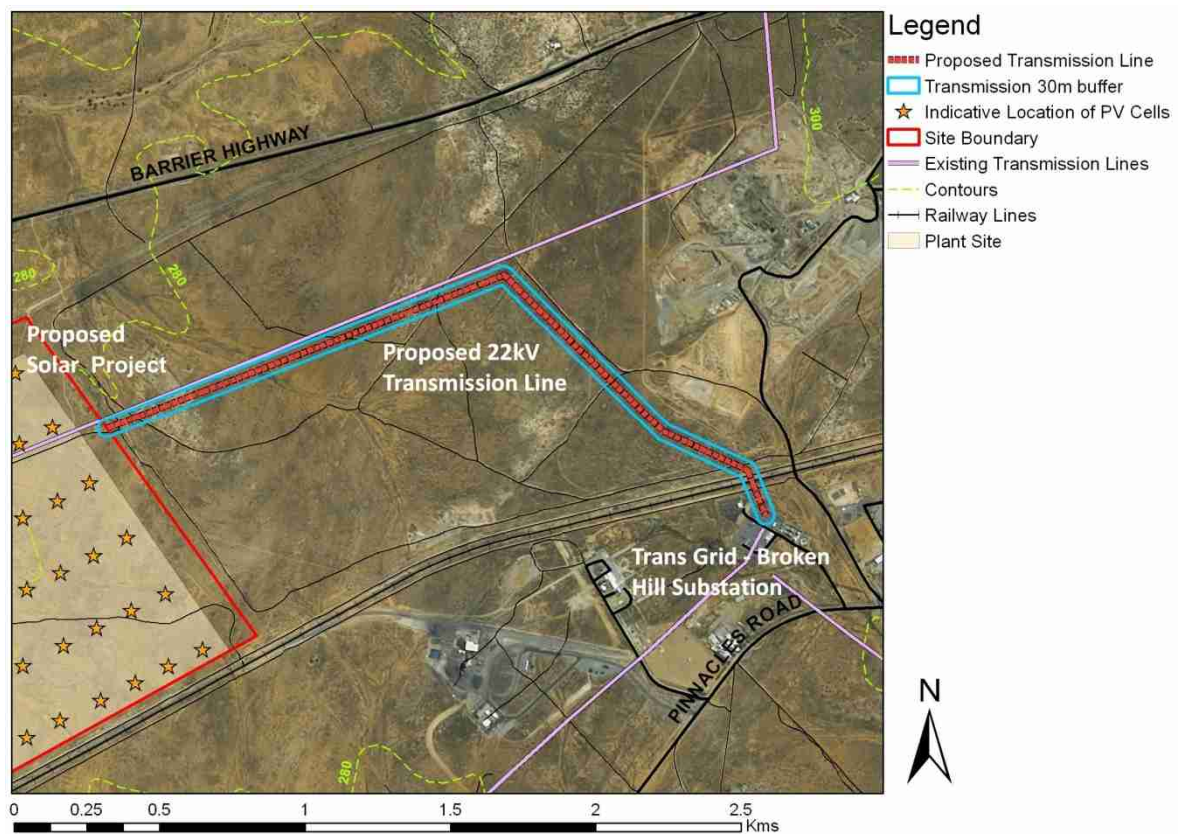 Legend
Proposed Transmission Line
Transmission 30m buffer
Indicative Location of PV Cells
Site Boundary
Existing Transmission Lines
Contours
Railway Lines
Plant Site
BARRIER HIGHWAY
300
280
280
Proposed
Solar Project
Proposed 22kV
Transmission Line
Trans Grid - Broken
Hill Substation
PINNACLES ROAD
280
N
0 0.25 0.5 1 1.5 2 2.5
Kms